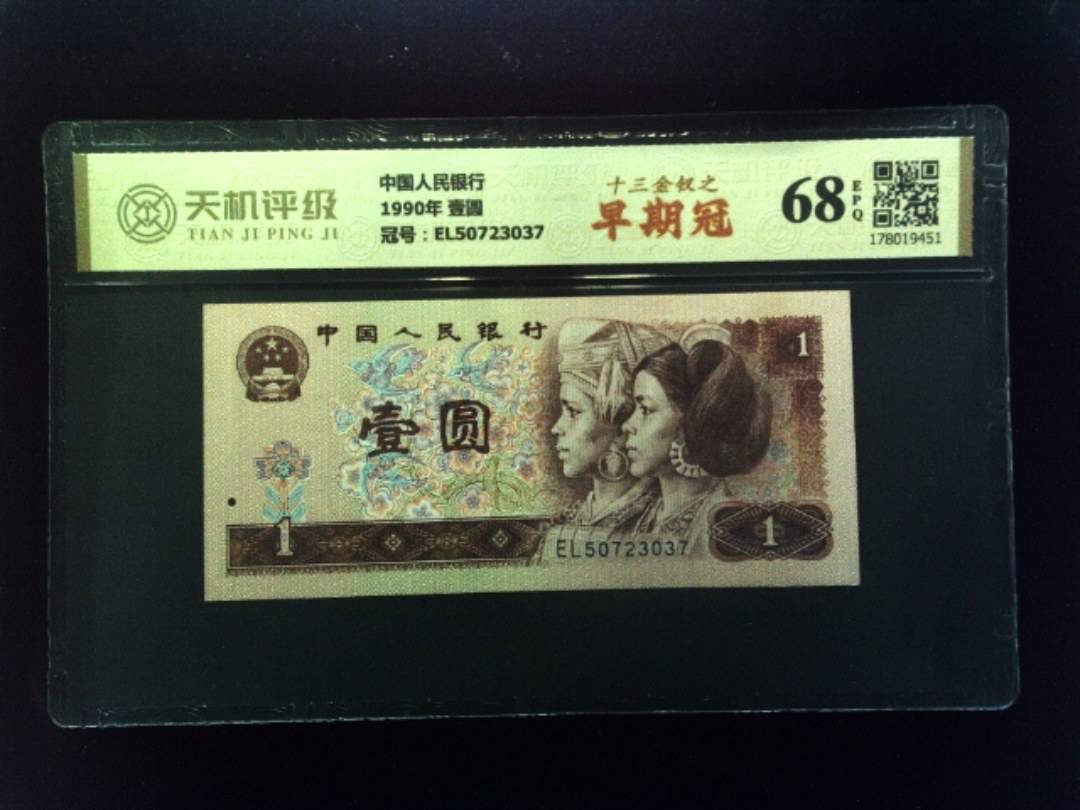 天机评级
TIAN JI PING JI
中国人民银行
1990年 壹圆
冠号：EL50723037
十三金钗之
早期冠
68
EPQ
178019451
中国人民银行
1
壹圆
1
EL50723037
1